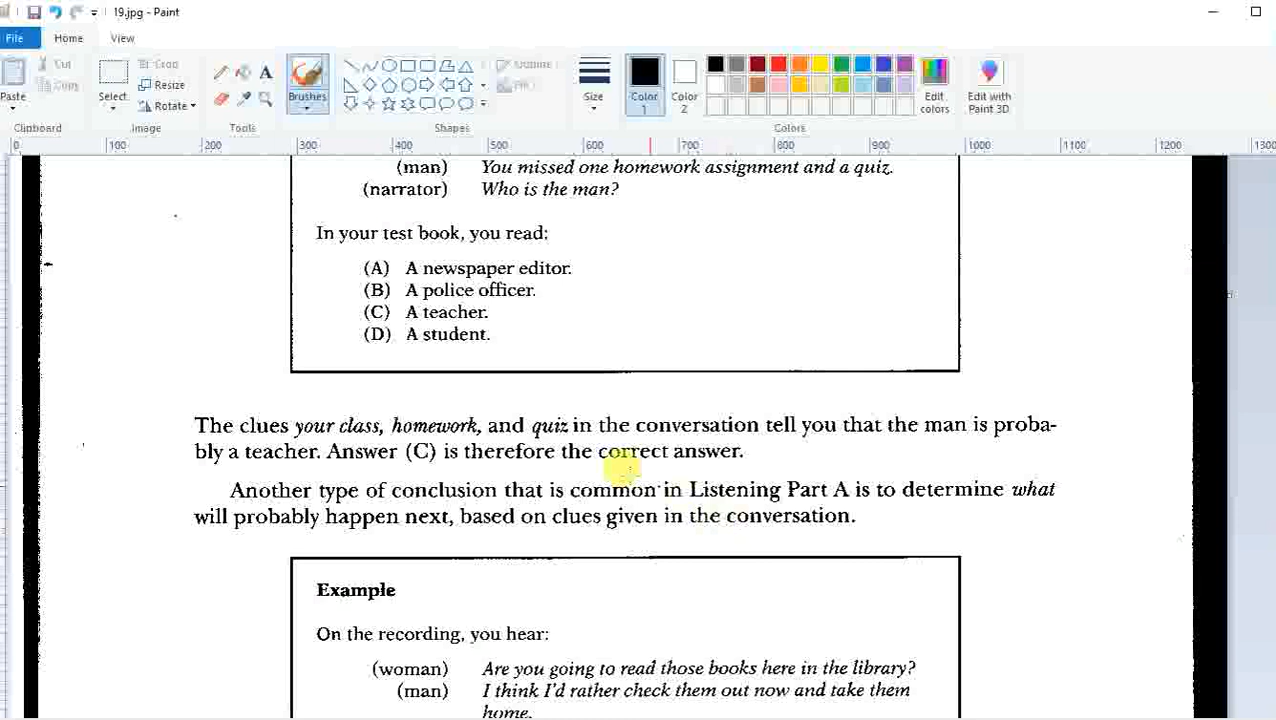 19.jpg - Paint
File Home View
Cut
Copy
Paste
Clipboard
Crop
Resize
Rotate
Select
Image
Tools
Brushes
Outline
Fill
Shapes
Size
Color 1
Color 2
Edit colors
Edit with Paint 3D
Colors
0 100 200 300 400 500 600 700 800 900 1000 1100 1200 1300
(man) You missed one homework assignment and a quiz.
(narrator) Who is the man?
In your test book, you read:
(A) A newspaper editor.
(B) A police officer.
(C) A teacher.
(D) A student.
The clues your class, homework, and quiz in the conversation tell you that the man is proba-
bly a teacher. Answer (C) is therefore the correct answer.
Another type of conclusion that is common in Listening Part A is to determine what
will probably happen next, based on clues given in the conversation.
Example
On the recording, you hear:
(woman) Are you going to read those books here in the library?
(man) I think I'd rather check them out now and take them
home.